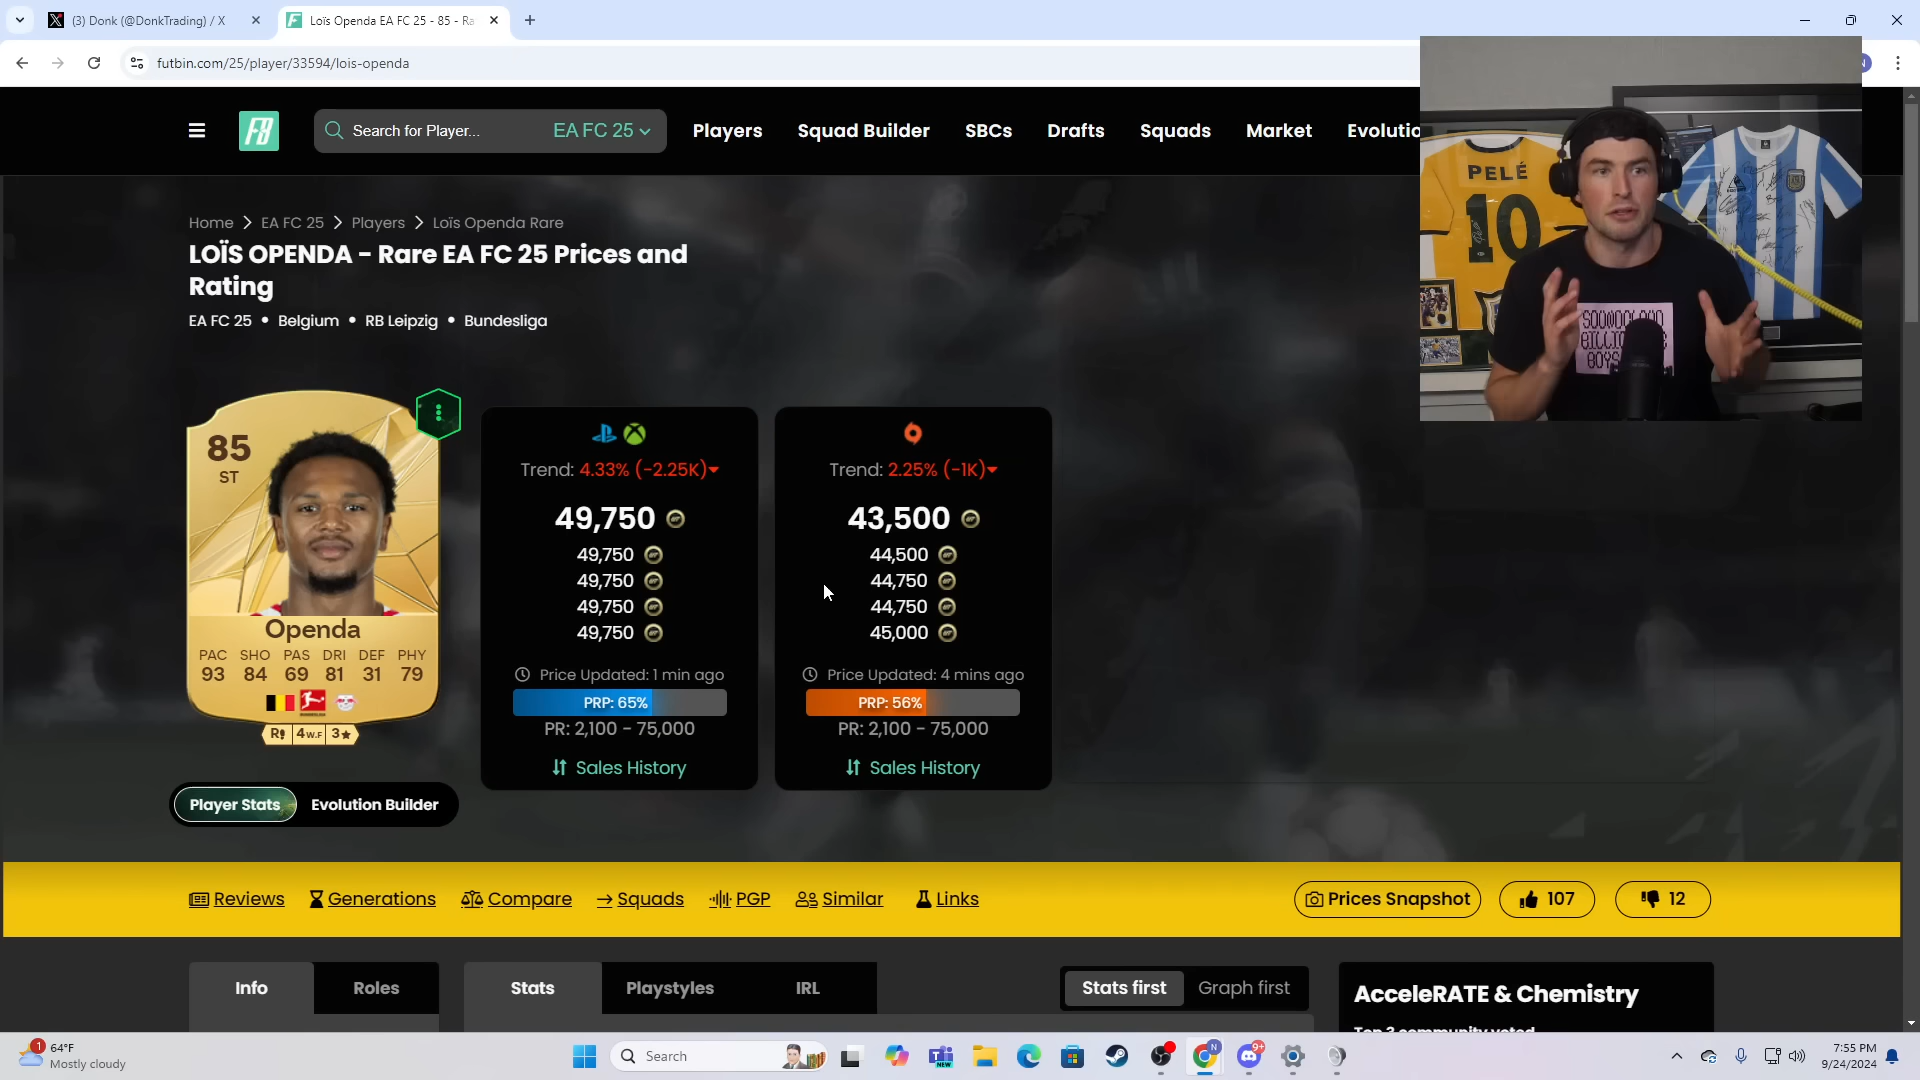 (3) Donk (@DonkTrading) / X
Loïs Openda EA FC 25 - 85 - Ra
futbin.com/25/player/33594/lois-openda
Search for Player...
EA FC 25
Players
Squad Builder
SBCs
Drafts
Squads
Market
Evolutio
PELÉ
10
Home > EA FC 25 > Players > Loïs Openda Rare
LOÏS OPENDA - Rare EA FC 25 Prices and
Rating
EA FC 25 • Belgium • RB Leipzig • Bundesliga
85
ST
Openda
PAC SHO PAS DRI DEF PHY
93 84 69 81 31 79
R 4 W.F 3★
Trend: 4.33% (-2.25K)
49,750
49,750
49,750
49,750
49,750
Price Updated: 1 min ago
PRP: 65%
PR: 2,100 - 75,000
Sales History
Trend: 2.25% (-1K)
43,500
44,500
44,750
44,750
45,000
Price Updated: 4 mins ago
PRP: 56%
PR: 2,100 - 75,000
Sales History
Player Stats
Evolution Builder
Reviews
Generations
Compare
Squads
PGP
Similar
Links
Prices Snapshot
107
12
Info
Roles
Stats
Playstyles
IRL
Stats first
Graph first
AcceleRATE & Chemistry
Top 3 community voted
1
64°F
Mostly cloudy
Search
NEW
N
9+
7:55 PM
9/24/2024